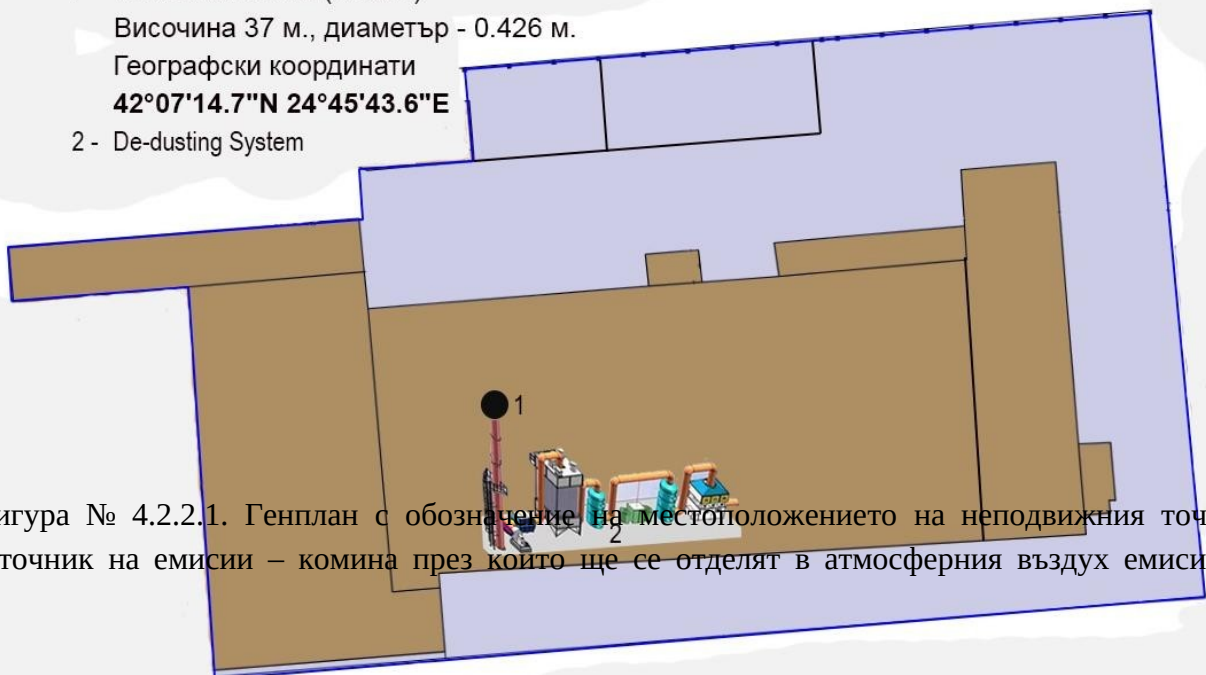 Височина 37 м., диаметър - 0.426 м.
Географски координати
42°07'14.7"N 24°45'43.6"E
2 - De-dusting System
1
2
игура № 4.2.2.1. Генплан с обозначение на местоположението на неподвижния точ
точник на емисии – комина през който ще се отделят в атмосферния въздух емиси